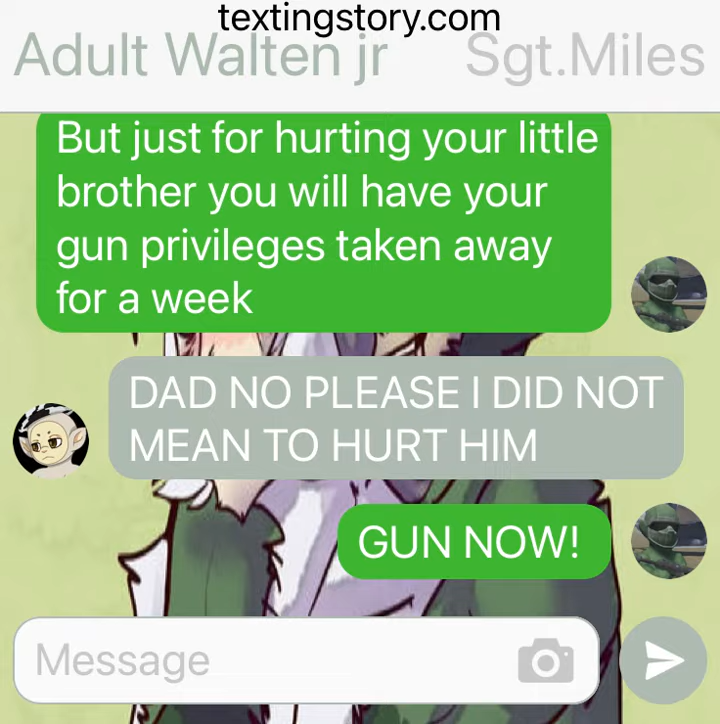 textingstory.com
Adult Walten jr Sgt.Miles
But just for hurting your little
brother you will have your
gun privileges taken away
for a week
DAD NO PLEASE I DID NOT
MEAN TO HURT HIM
GUN NOW!
Message